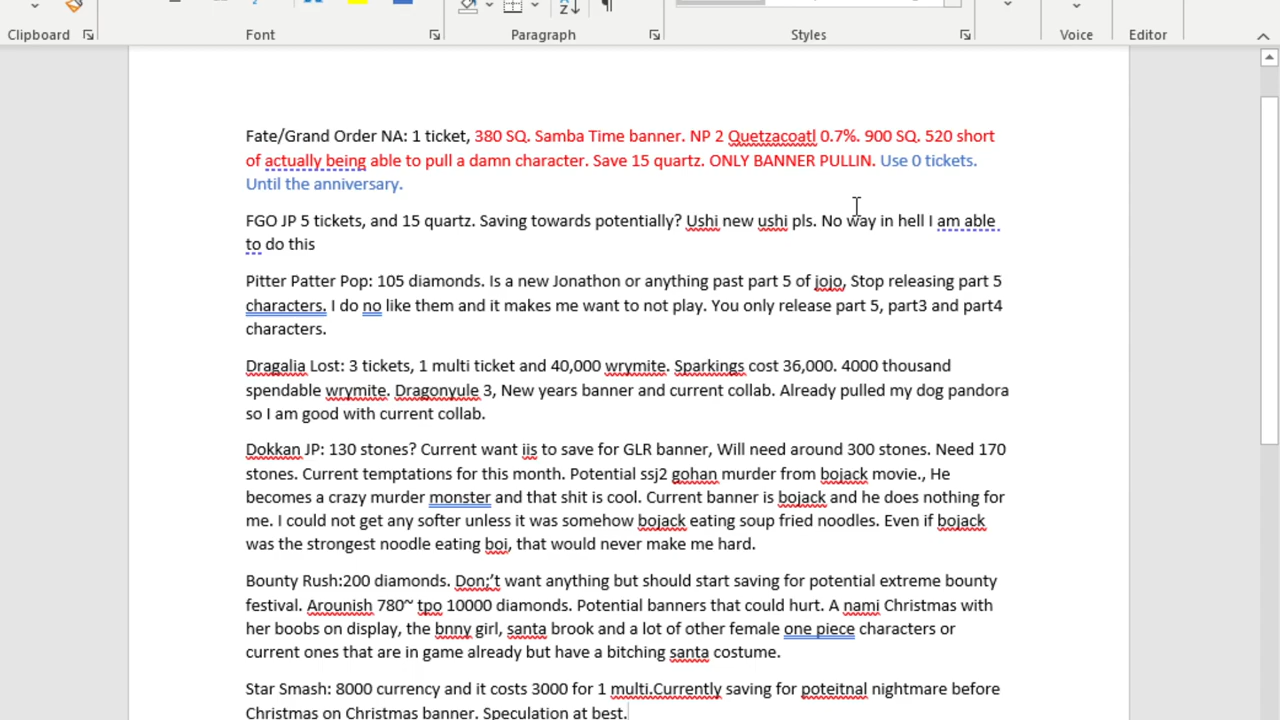 Clipboard
Font
Paragraph
Styles
Voice
Editor
Fate/Grand Order NA: 1 ticket, 380 SQ. Samba Time banner. NP 2 Quetzacoatl 0.7%. 900 SQ. 520 short
of actually being able to pull a damn character. Save 15 quartz. ONLY BANNER PULLIN. Use 0 tickets.
Until the anniversary.
FGO JP 5 tickets, and 15 quartz. Saving towards potentially? Ushi new ushi pls. No way in hell I am able
to do this
Pitter Patter Pop: 105 diamonds. Is a new Jonathon or anything past part 5 of jojo, Stop releasing part 5
characters. I do no like them and it makes me want to not play. You only release part 5, part3 and part4
characters.
Dragalia Lost: 3 tickets, 1 multi ticket and 40,000 wrymite. Sparkings cost 36,000. 4000 thousand
spendable wrymite. Dragonyule 3, New years banner and current collab. Already pulled my dog pandora
so I am good with current collab.
Dokkan JP: 130 stones? Current want iis to save for GLR banner, Will need around 300 stones. Need 170
stones. Current temptations for this month. Potential ssj2 gohan murder from bojack movie., He
becomes a crazy murder monster and that shit is cool. Current banner is bojack and he does nothing for
me. I could not get any softer unless it was somehow bojack eating soup fried noodles. Even if bojack
was the strongest noodle eating boi, that would never make me hard.
Bounty Rush:200 diamonds. Don;'t want anything but should start saving for potential extreme bounty
festival. Arounish 780~ tpo 10000 diamonds. Potential banners that could hurt. A nami Christmas with
her boobs on display, the bnny girl, santa brook and a lot of other female one piece characters or
current ones that are in game already but have a bitching santa costume.
Star Smash: 8000 currency and it costs 3000 for 1 multi.Currently saving for poteitnal nightmare before
Christmas on Christmas banner. Speculation at best.